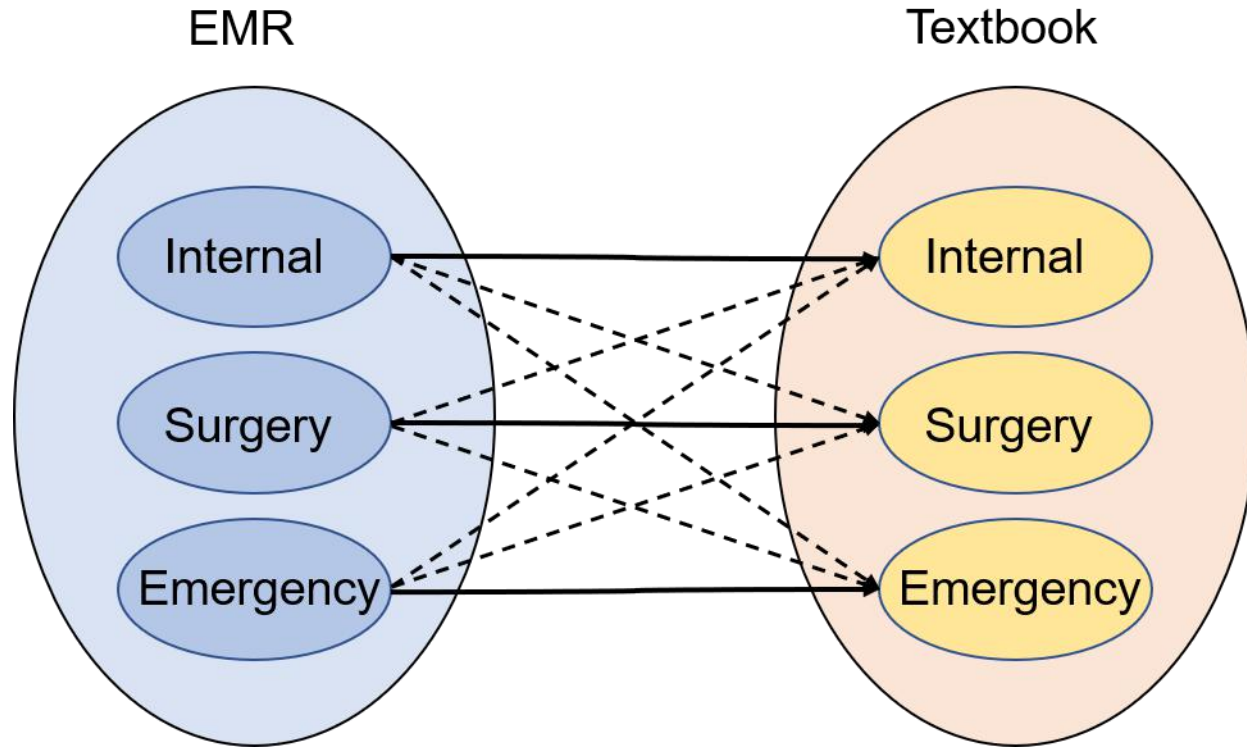 EMR
Textbook
Internal
Internal
Surgery
Surgery
Emergency
Emergency